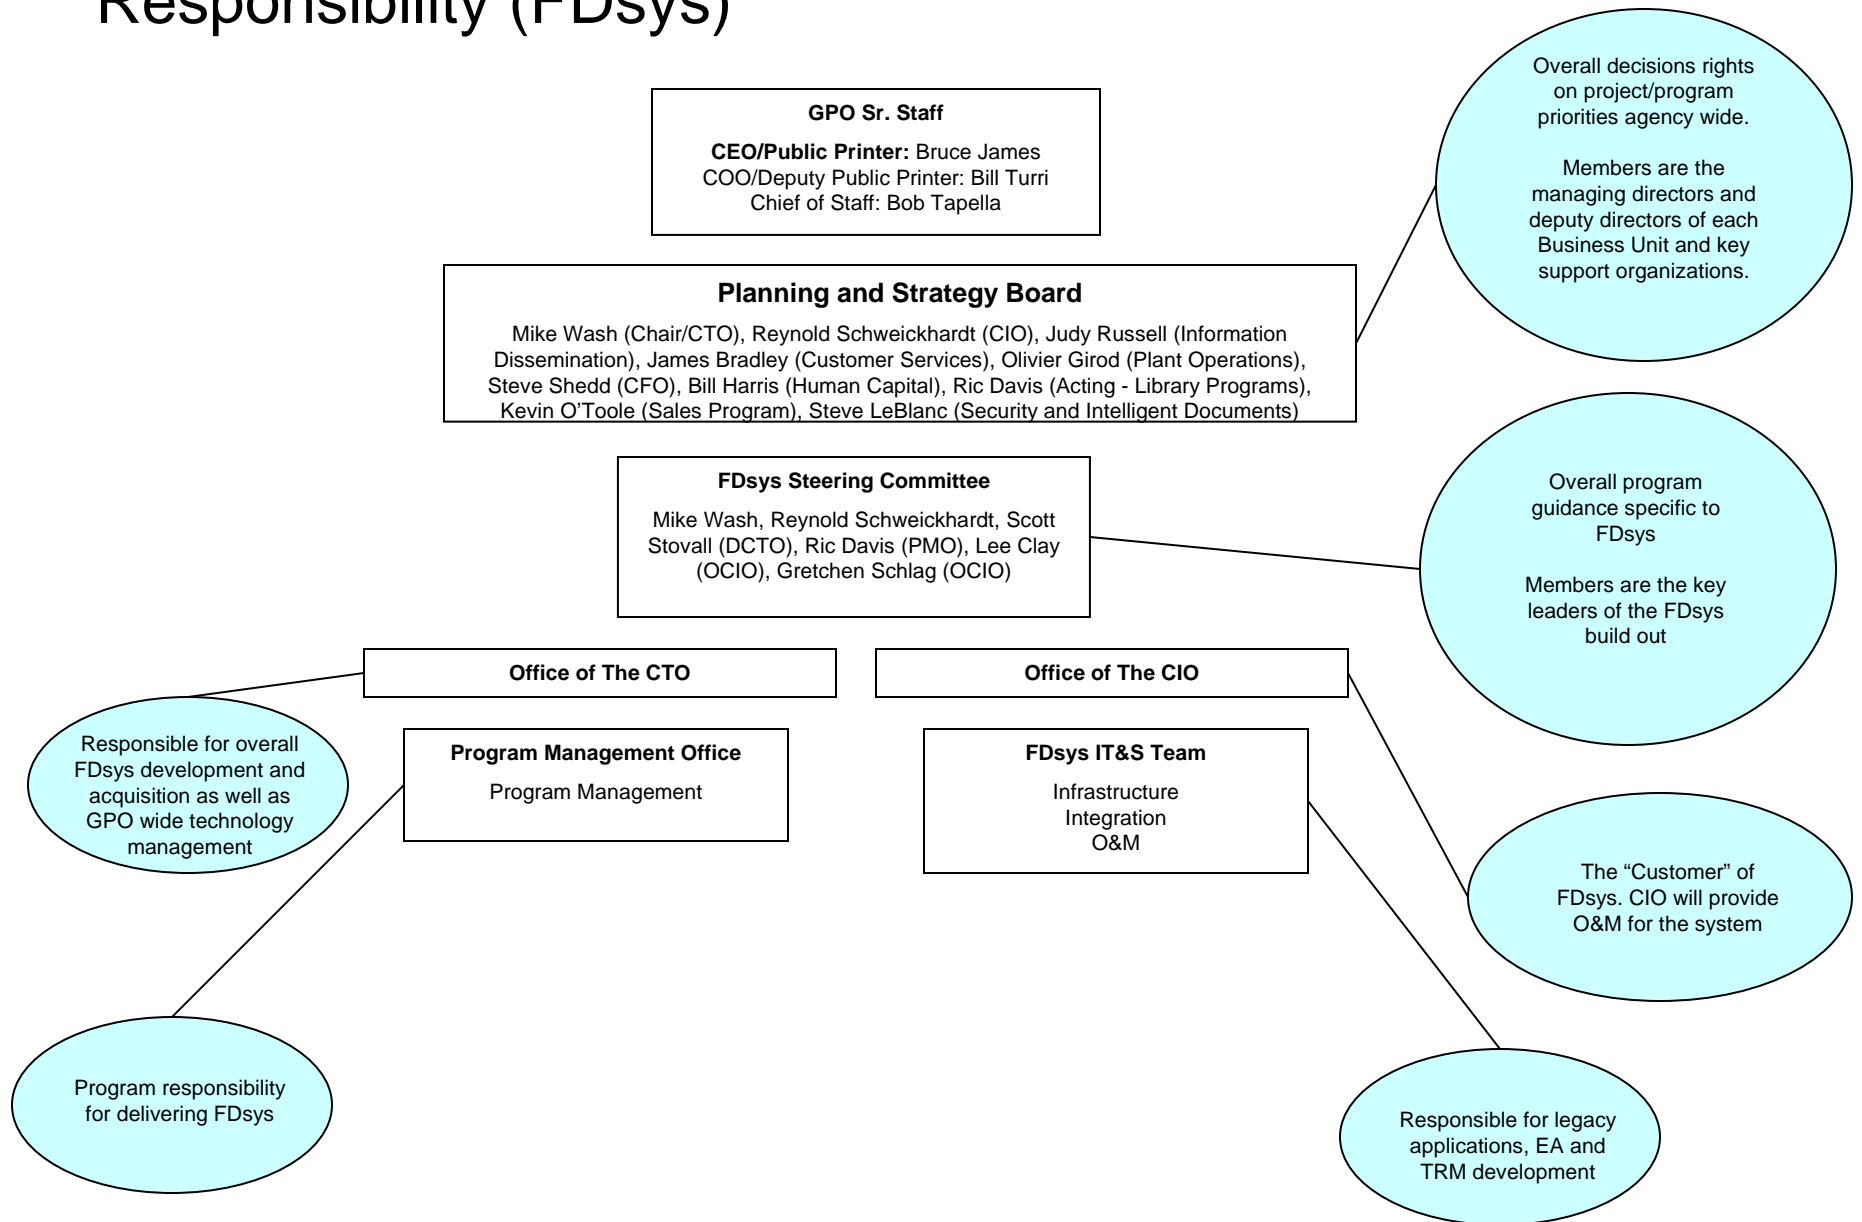 Responsibility (FDsys)
GPO Sr. Staff
CEO/Public Printer: Bruce James
COO/Deputy Public Printer: Bill Turri
Chief of Staff: Bob Tapella
Overall decisions rights
on project/program
priorities agency wide.
Members are the
managing directors and
deputy directors of each
Business Unit and key
support organizations.
Planning and Strategy Board
Mike Wash (Chair/CTO), Reynold Schweickhardt (CIO), Judy Russell (Information
Dissemination), James Bradley (Customer Services), Olivier Girod (Plant Operations),
Steve Shedd (CFO), Bill Harris (Human Capital), Ric Davis (Acting - Library Programs),
Kevin O’Toole (Sales Program), Steve LeBlanc (Security and Intelligent Documents)
FDsys Steering Committee
Mike Wash, Reynold Schweickhardt, Scott
Stovall (DCTO), Ric Davis (PMO), Lee Clay
(OCIO), Gretchen Schlag (OCIO)
Overall program
guidance specific to
FDsys
Members are the key
leaders of the FDsys
build out
Office of The CTO
Office of The CIO
Responsible for overall
FDsys development and
acquisition as well as
GPO wide technology
management
Program Management Office
Program Management
FDsys IT&S Team
Infrastructure
Integration
O&M
The “Customer” of
FDsys. CIO will provide
O&M for the system
Program responsibility
for delivering FDsys
Responsible for legacy
applications, EA and
TRM development